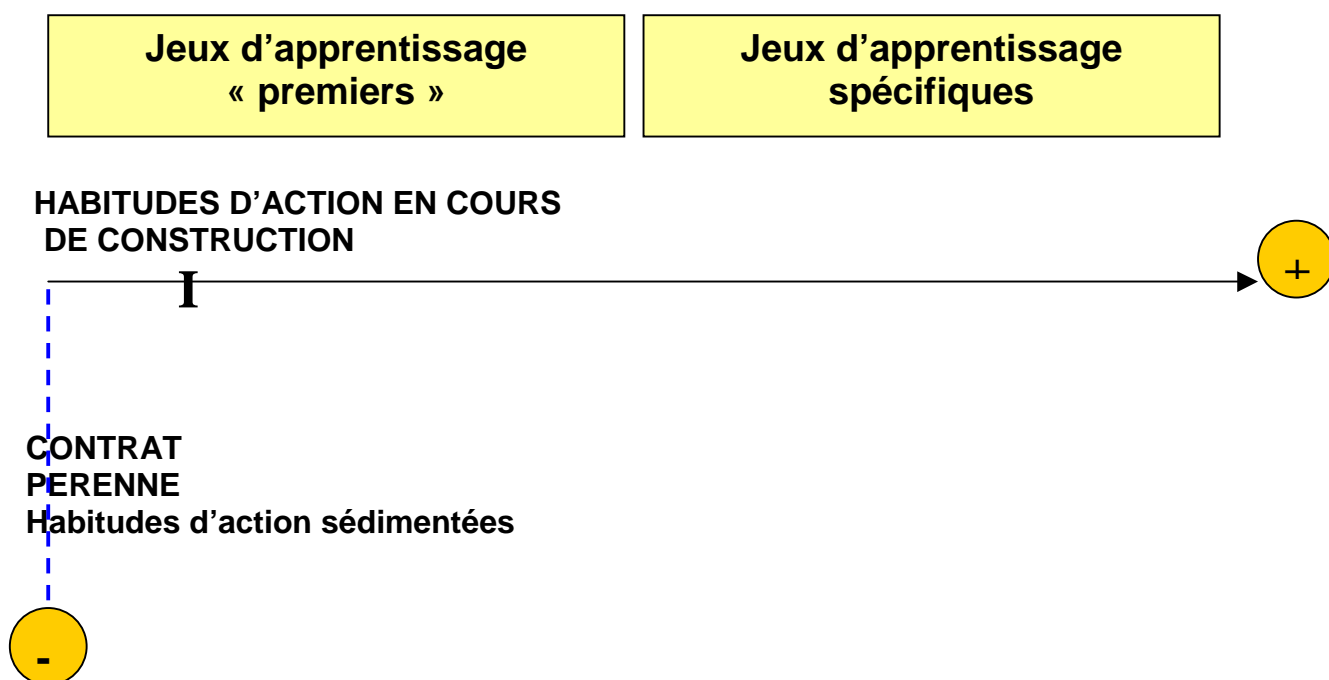 Jeux d’apprentissage
« premiers »
Jeux d’apprentissage
spécifiques
HABITUDES D’ACTION EN COURS
DE CONSTRUCTION
I
+
CONTRAT
PERENNE
Habitudes d’action sédimentées
-